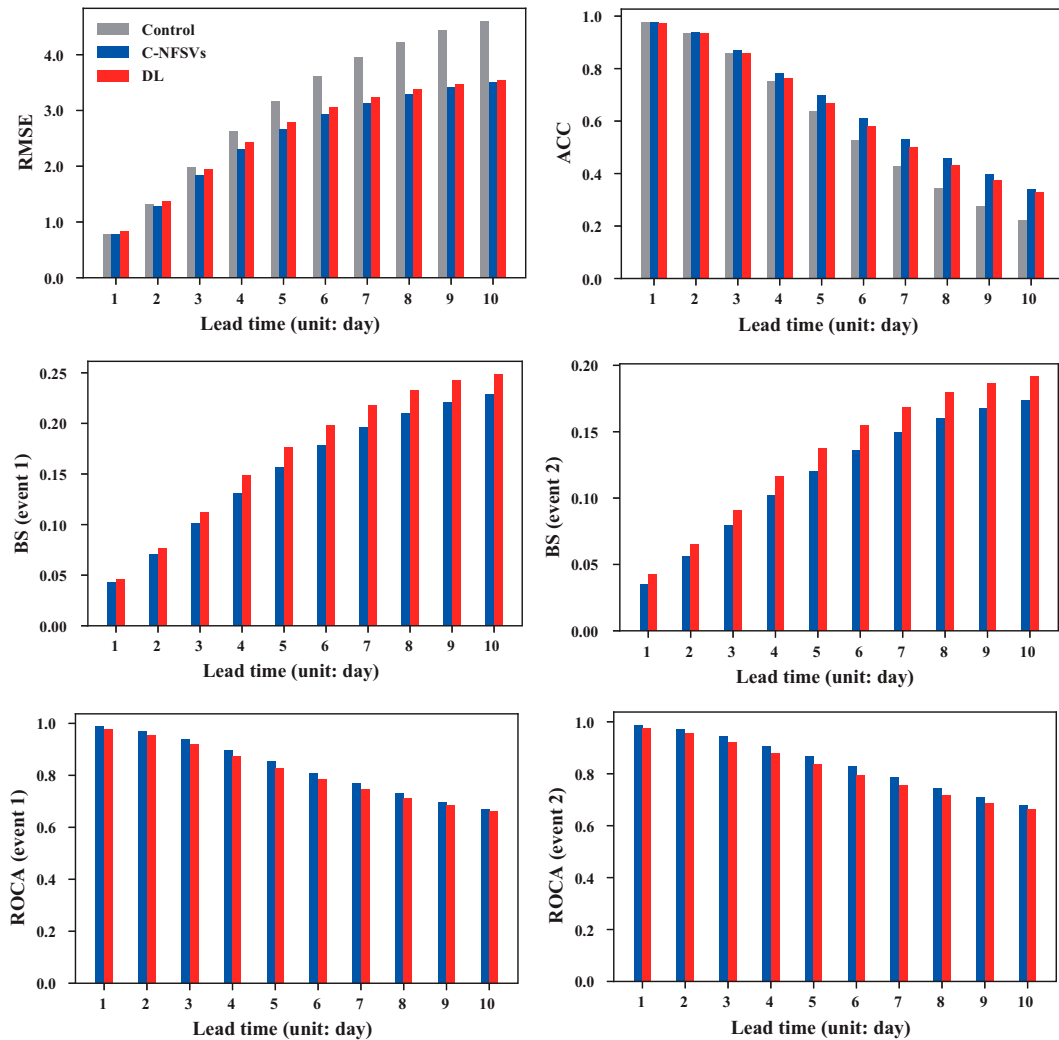 Control
C-NFSVs
DL
RMSE
4.0
3.0
2.0
1.0
0.0
1 2 3 4 5 6 7 8 9 10
Lead time (unit: day)
ACC
1.0
0.8
0.6
0.4
0.2
0.0
1 2 3 4 5 6 7 8 9 10
Lead time (unit: day)
BS (event 1)
0.25
0.20
0.15
0.10
0.05
0.00
1 2 3 4 5 6 7 8 9 10
Lead time (unit: day)
BS (event 2)
0.20
0.15
0.10
0.05
0.00
1 2 3 4 5 6 7 8 9 10
Lead time (unit: day)
ROCA (event 1)
1.0
0.8
0.6
0.4
0.2
0.0
1 2 3 4 5 6 7 8 9 10
Lead time (unit: day)
ROCA (event 2)
1.0
0.8
0.6
0.4
0.2
0.0
1 2 3 4 5 6 7 8 9 10
Lead time (unit: day)